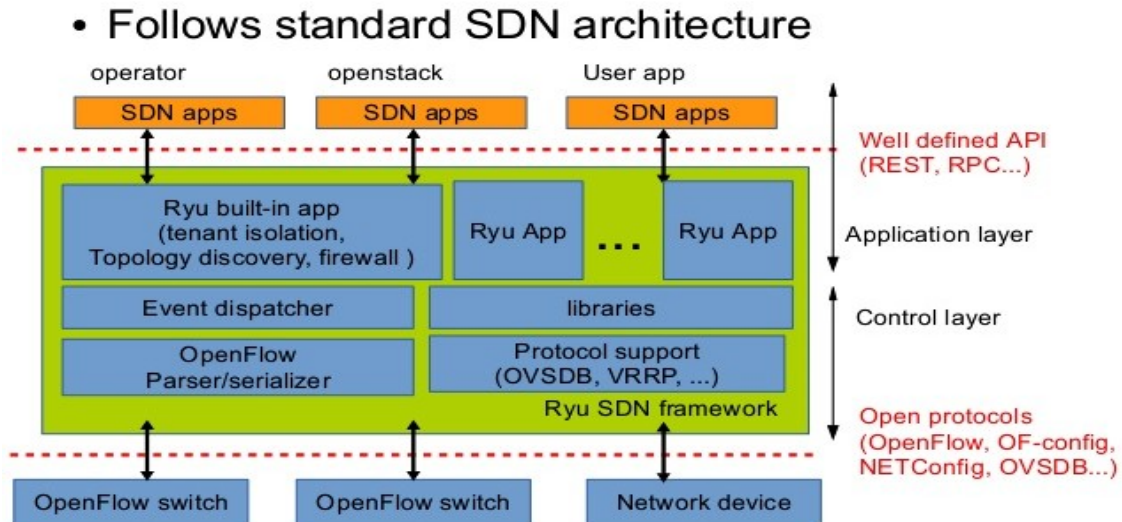 • Follows standard SDN architecture
operator
openstack
User app
SDN apps
SDN apps
SDN apps
Well defined API
(REST, RPC...)
Ryu built-in app
(tenant isolation,
Topology discovery, firewall )
Ryu App
...
Ryu App
Application layer
Event dispatcher
libraries
Control layer
OpenFlow
Parser/serializer
Protocol support
(OVSDB, VRRP, ...)
Ryu SDN framework
Open protocols
(OpenFlow, OF-config,
NETConfig, OVSDB...)
OpenFlow switch
OpenFlow switch
Network device